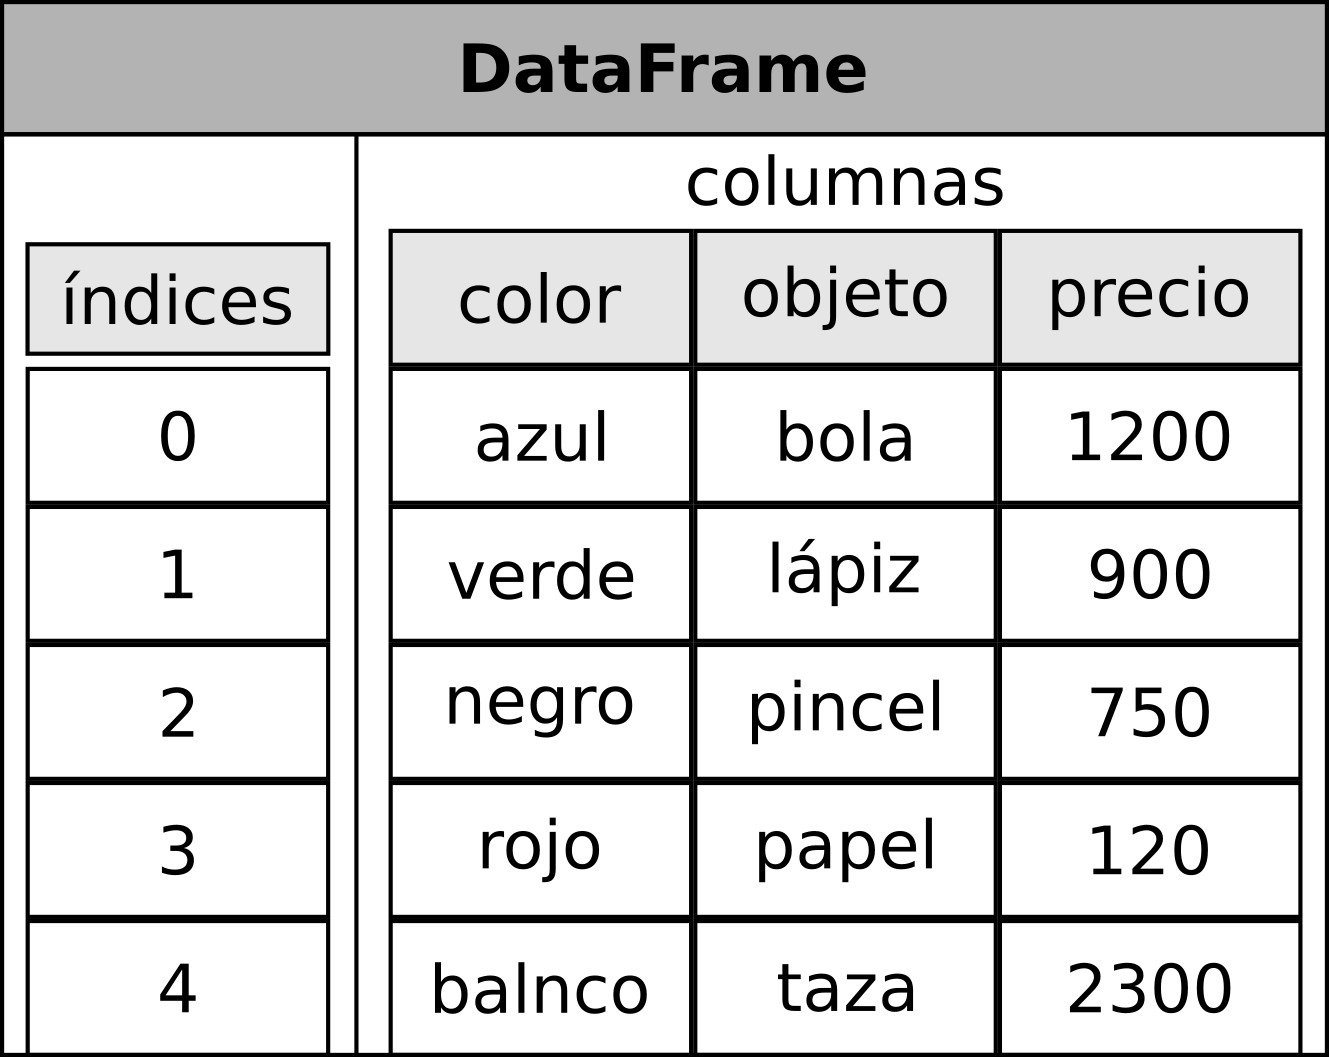 DataFrame
columnas
índices color objeto precio
0 azul bola 1200
1 verde lápiz 900
2 negro pincel 750
3 rojo papel 120
4 balnco taza 2300